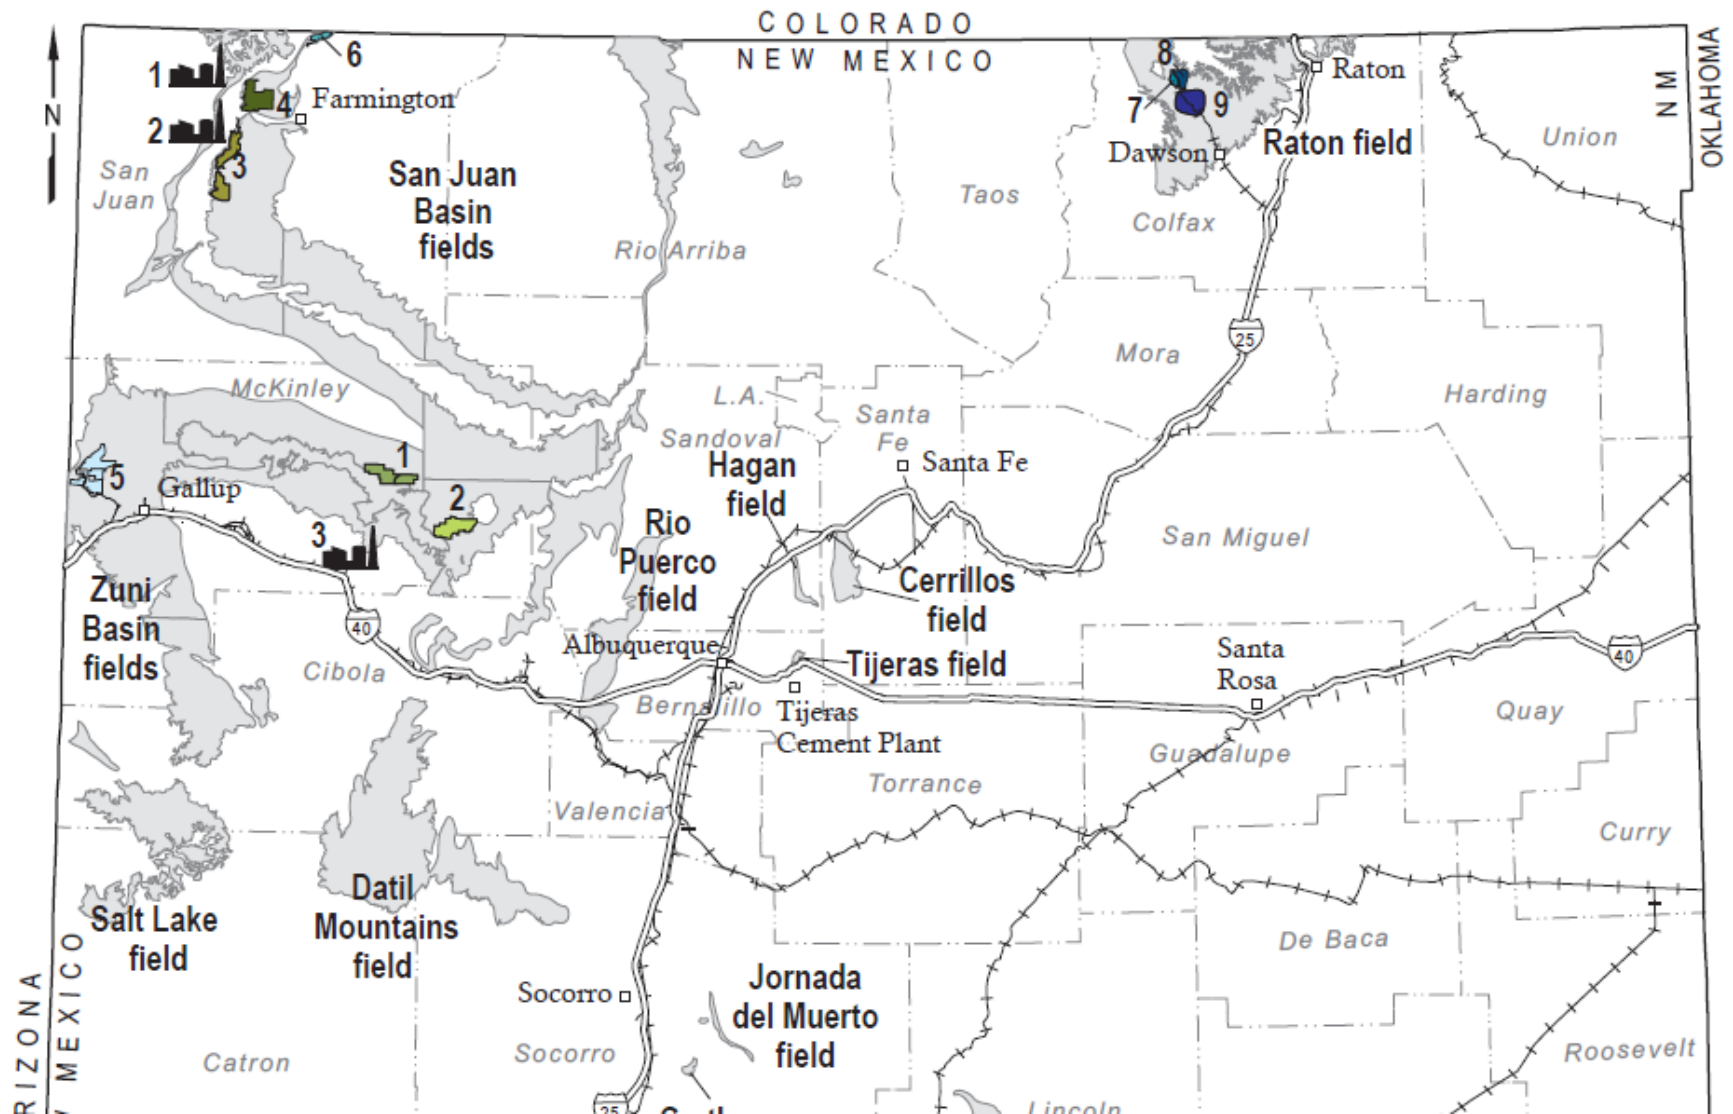 COLORADO
NEW MEXICO
NM
OKLAHOMA
N
1
2
3
4
6
Farmington
San
Juan
San Juan
Basin
fields
Rio Arriba
Taos
8
7
9
Raton
Dawson
Raton field
Colfax
Union
25
Mora
Harding
McKinley
L.A.
Santa
Fe
Sandoval
Hagan
field
Santa Fe
1
5
Gallup
2
3
Rio
Puerco
field
San Miguel
Cerrillos
field
Zuni
Basin
fields
40
Cibola
Albuquerque
Tijeras field
Bernalillo
Tijeras
Cement Plant
Santa
Rosa
40
Quay
Guadalupe
Torrance
Valencia
Curry
Salt Lake
field
Datil
Mountains
field
De Baca
Socorro
Jornada
del Muerto
field
Catron
Socorro
Roosevelt
25
Lincoln
RIZONA
MEXICO